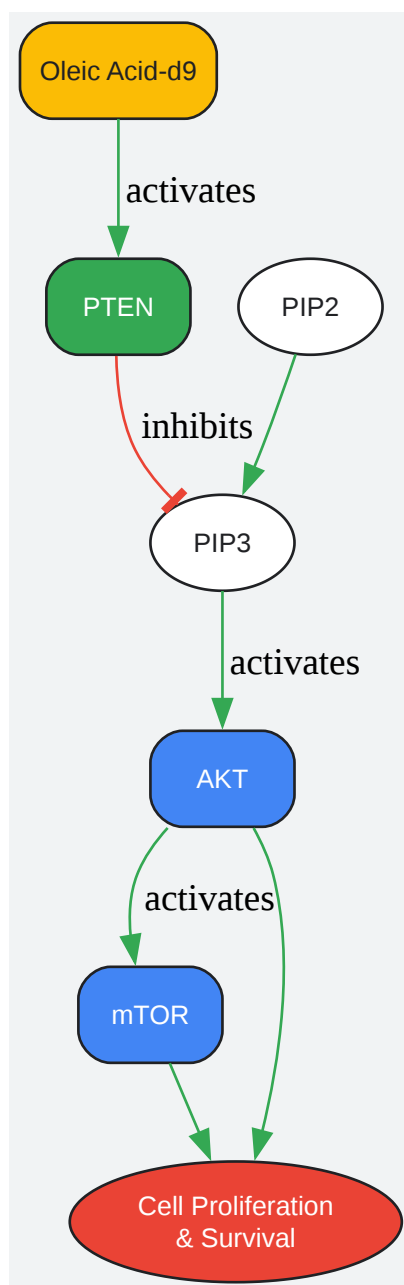 Oleic Acid-d9
activates
PTEN
PIP2
inhibits
PIP3
activates
AKT
activates
mTOR
Cell Proliferation
& Survival